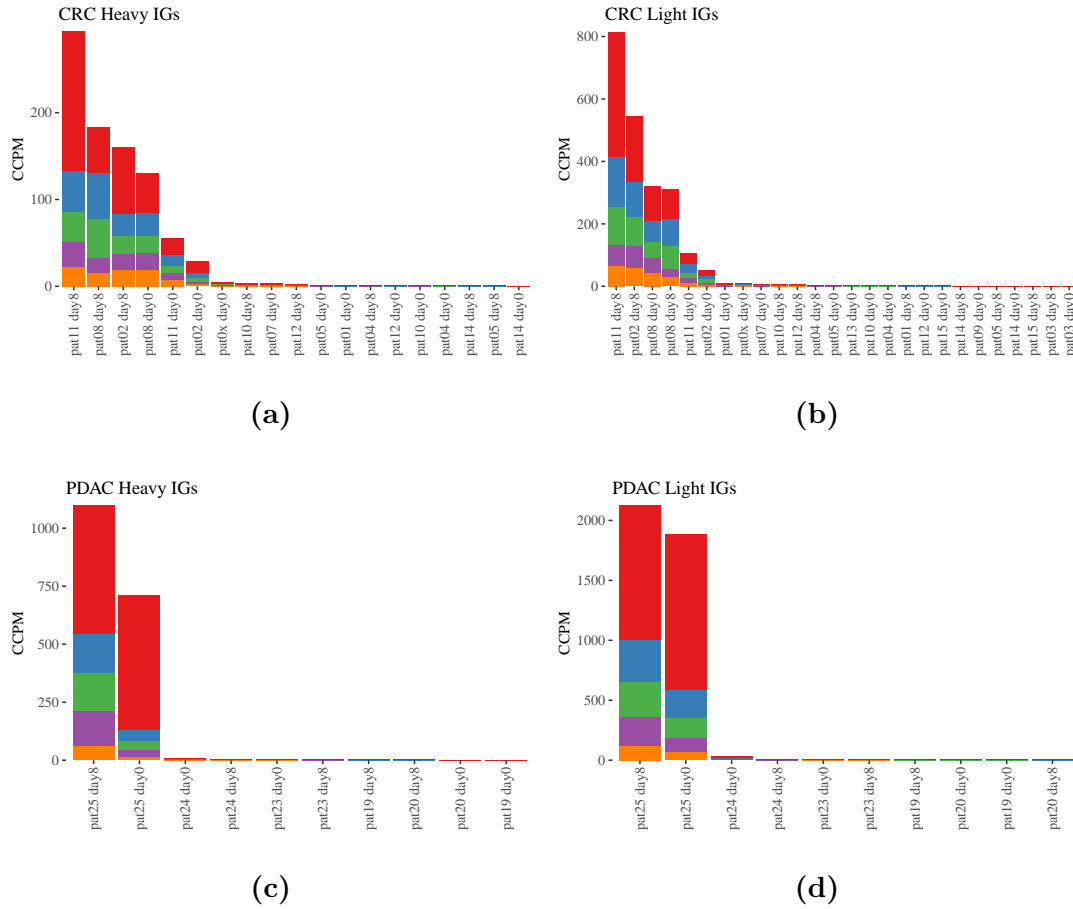 CRC Heavy IGs
CCPM
200
100
0
pat11 day8
pat08 day8
pat02 day8
pat08 day0
pat11 day0
pat02 day0
pat0x day0
pat10 day8
pat07 day0
pat12 day8
pat05 day0
pat01 day0
pat04 day8
pat12 day0
pat10 day0
pat04 day0
pat14 day8
pat05 day8
pat14 day0
(a)
CRC Light IGs
CCPM
800
600
400
200
0
pat11 day8
pat02 day8
pat08 day0
pat08 day8
pat11 day0
pat02 day0
pat01 day0
pat0x day0
pat07 day0
pat10 day8
pat12 day8
pat04 day8
pat05 day0
pat13 day0
pat10 day0
pat04 day0
pat01 day8
pat12 day0
pat15 day0
pat14 day8
pat09 day0
pat05 day8
pat14 day0
pat15 day8
pat03 day8
pat03 day0
(b)
PDAC Heavy IGs
CCPM
1000
750
500
250
0
pat25 day8
pat25 day0
pat24 day0
pat24 day8
pat23 day0
pat23 day8
pat19 day8
pat20 day8
pat20 day0
pat19 day0
(c)
PDAC Light IGs
CCPM
2000
1500
1000
500
0
pat25 day8
pat25 day0
pat24 day0
pat24 day8
pat23 day0
pat23 day8
pat19 day8
pat20 day0
pat19 day0
pat20 day8
(d)